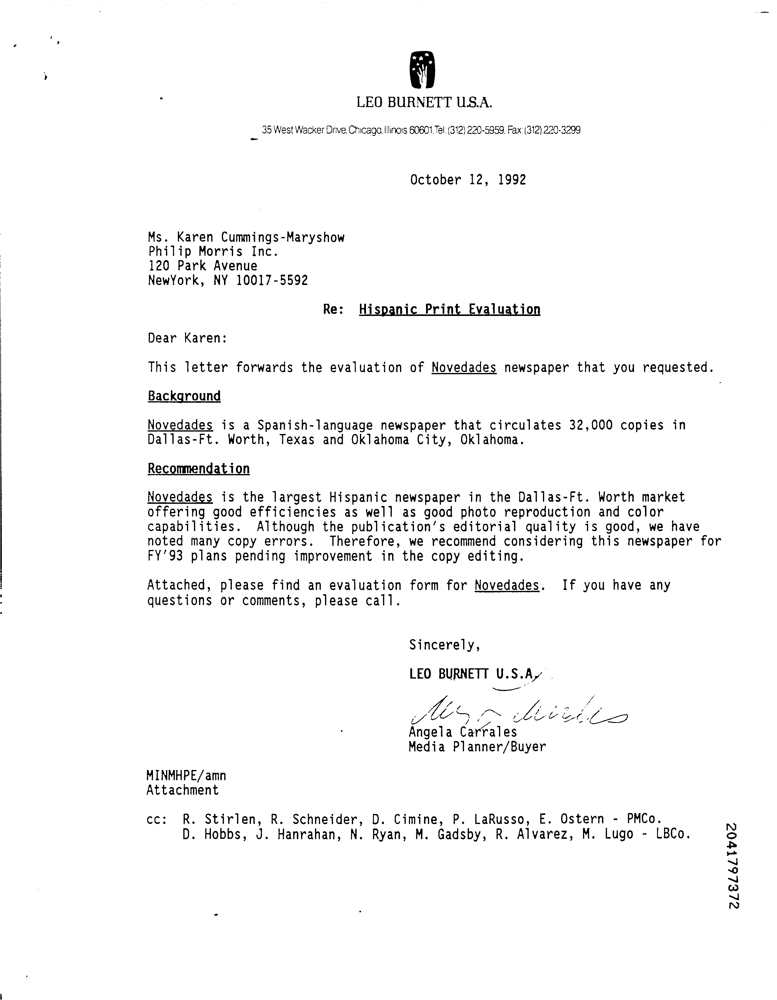 LEO BURNETT U.S.A.
35 West Wacker Drive, Chicago, Illinois 60601, Tel: (312) 220-5959, Fax: (312) 220-3299
October 12, 1992
Ms. Karen Cummings-Maryshow
Philip Morris Inc.
120 Park Avenue
NewYork, NY 10017-5592
Re: Hispanic Print Evaluation
Dear Karen:
This letter forwards the evaluation of Novedades newspaper that you requested.
Background
Novedades is a Spanish-language newspaper that circulates 32,000 copies in
Dallas-Ft. Worth, Texas and Oklahoma City, Oklahoma.
Recommendation
Novedades is the largest Hispanic newspaper in the Dallas-Ft. Worth market
offering good efficiencies as well as good photo reproduction and color
capabilities. Although the publication's editorial quality is good, we have
noted many copy errors. Therefore, we recommend considering this newspaper for
FY'93 plans pending improvement in the copy editing.
Attached, please find an evaluation form for Novedades. If you have any
questions or comments, please call.
Sincerely,
LEO BURNETT U.S.A.
Angela Carrales
Media Planner/Buyer
MINMHPE/amn
Attachment
cc: R. Stirlen, R. Schneider, D. Cimine, P. LaRusso, E. Ostern - PMCo.
D. Hobbs, J. Hanrahan, N. Ryan, M. Gadsby, R. Alvarez, M. Lugo - LBCo.
2041797372